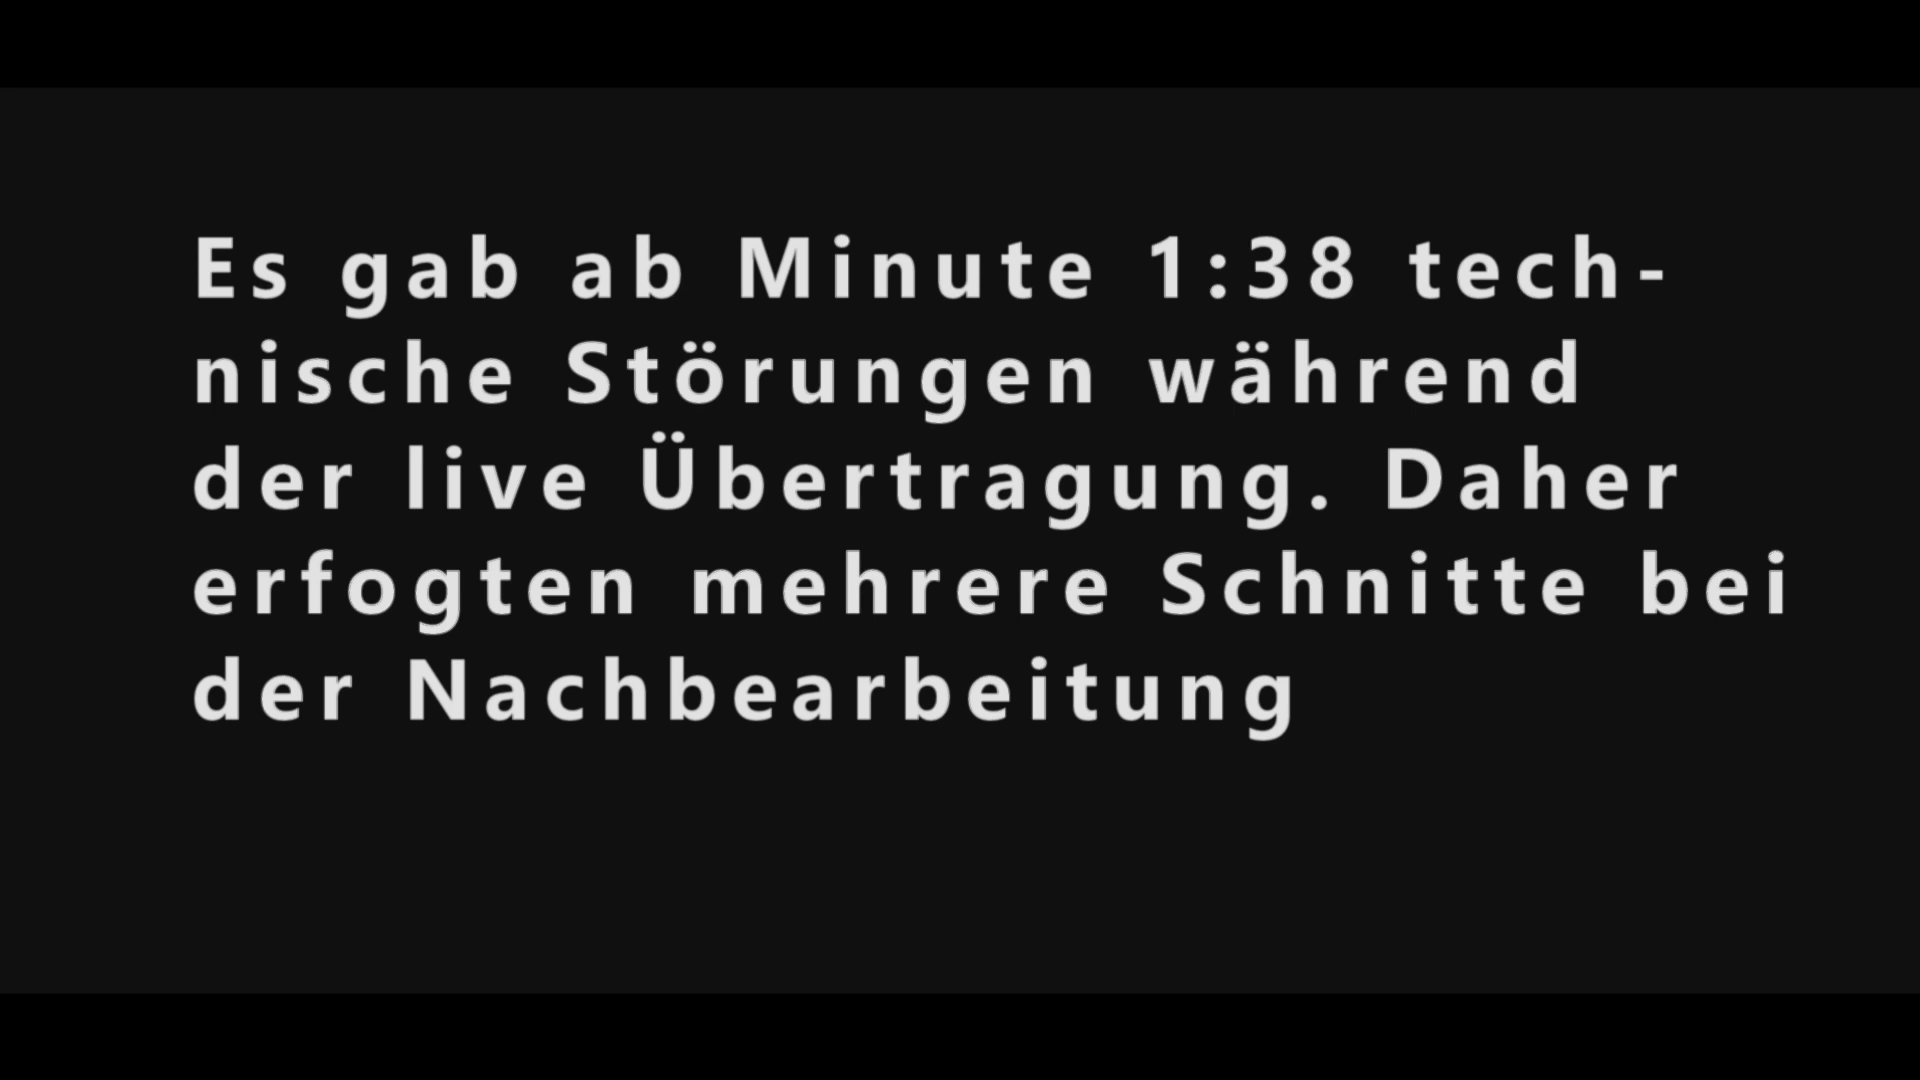 Es gab ab Minute 1:38 tech-
nische Störungen während
der live Übertragung. Daher
erfogten mehrere Schnitte bei
der Nachbearbeitung